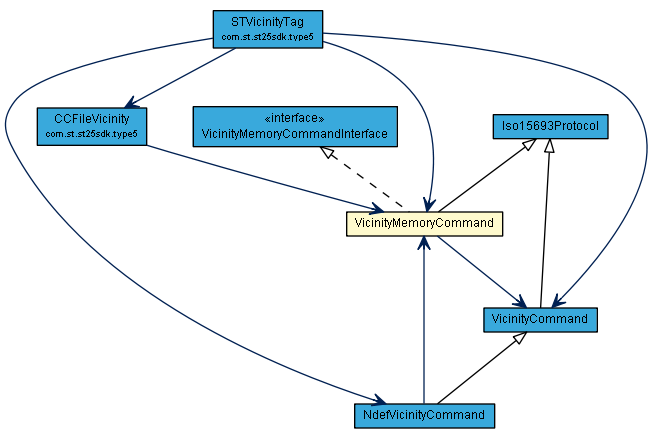 STVicinityTag
com.st.st25sdk.type5
CCFileVicinity
com.st.st25sdk.type5
«interface»
VicinityMemoryCommandInterface
Iso15693Protocol
VicinityMemoryCommand
VicinityCommand
NdefVicinityCommand